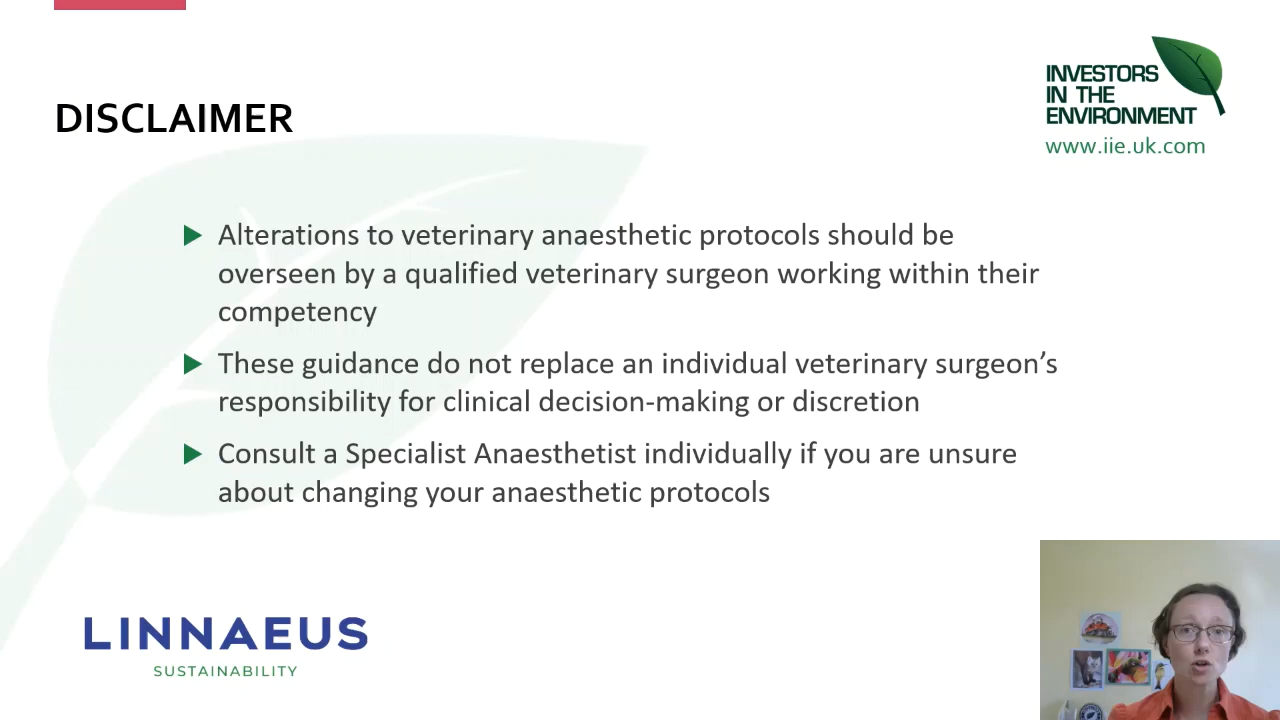 DISCLAIMER
INVESTORS
IN THE
ENVIRONMENT
www.iie.uk.com
Alterations to veterinary anaesthetic protocols should be
overseen by a qualified veterinary surgeon working within their
competency
These guidance do not replace an individual veterinary surgeon’s
responsibility for clinical decision-making or discretion
Consult a Specialist Anaesthetist individually if you are unsure
about changing your anaesthetic protocols
LINNAEUS
SUSTAINABILITY